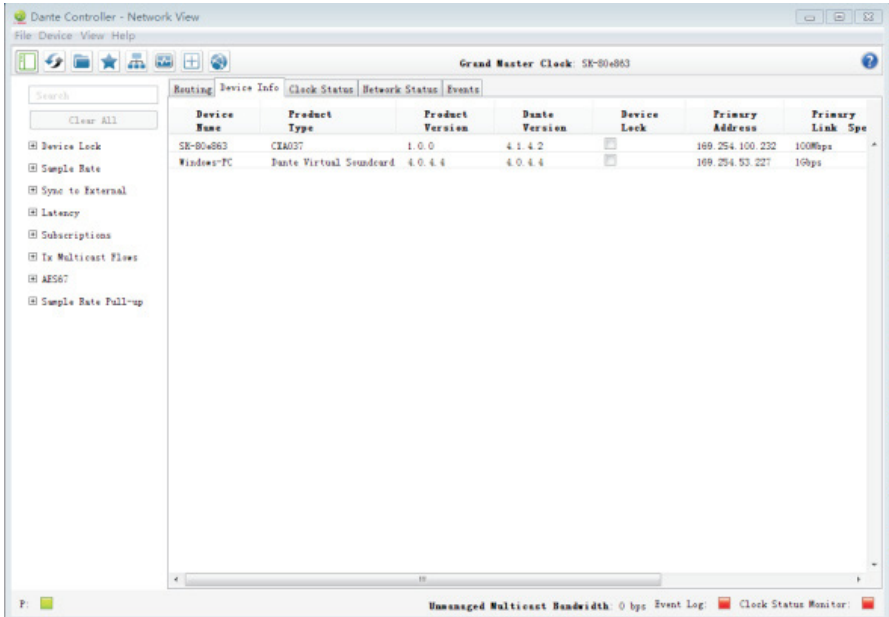 Dante Controller - Network View
File Device View Help
Grand Master Clock: SK-80e863
Search
Clear All
Device Lock
Sample Rate
Sync to External
Latency
Subscriptions
Tx Multicast Flows
AES67
Sample Rate Pull-up
Routing Device Info Clock Status Network Status Events
Device Name Product Type Product Version Dante Version Device Lock Primary Address Primary Link Spe
SK-80e863 CXA037 1.0.0 4.1.4.2 169.254.100.232 100Mbps
Windows-PC Dante Virtual Soundcard 4.0.4.4 4.0.4.4 169.254.53.227 1Gbps
P: Unmanaged Multicast Bandwidth: 0 bps Event Log: Clock Status Monitor: